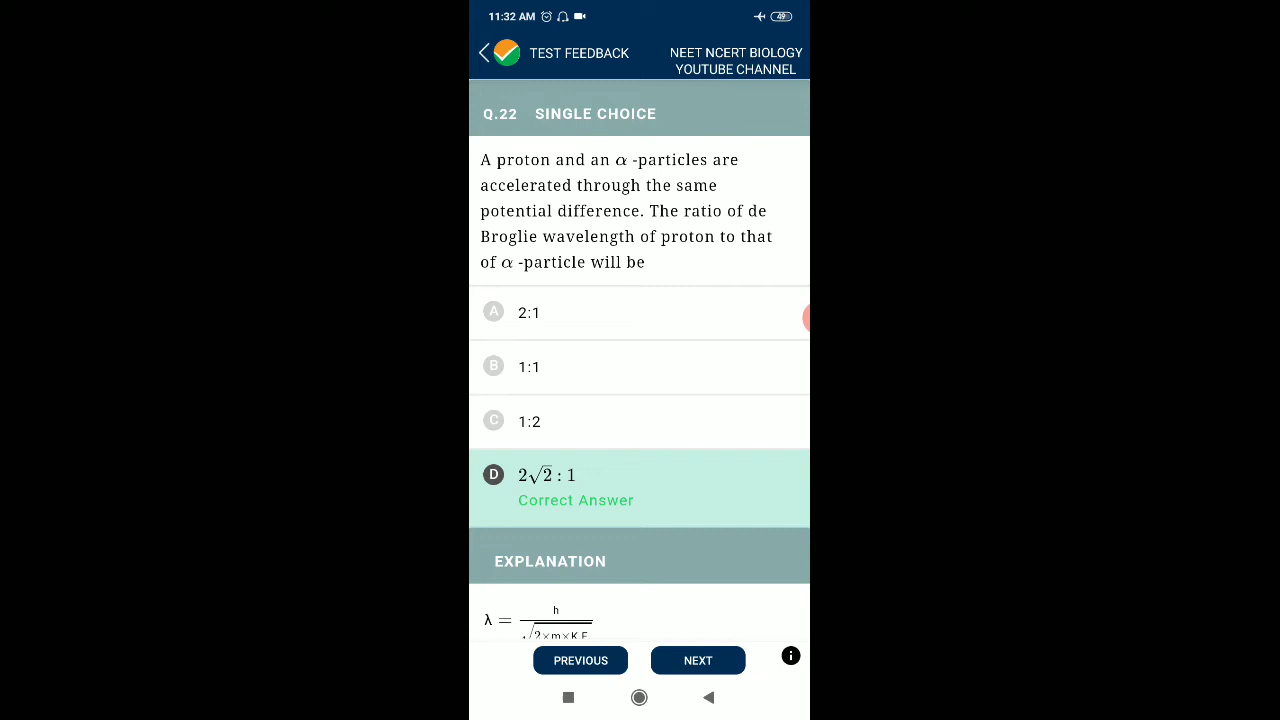 11:32 AM 49
TEST FEEDBACK
NEET NCERT BIOLOGY
YOUTUBE CHANNEL
Q.22 SINGLE CHOICE
A proton and an α -particles are
accelerated through the same
potential difference. The ratio of de
Broglie wavelength of proton to that
of α -particle will be
A 2:1
B 1:1
C 1:2
D 2√2 : 1
Correct Answer
EXPLANATION
h
λ =
√2×m×K.E.
PREVIOUS NEXT i